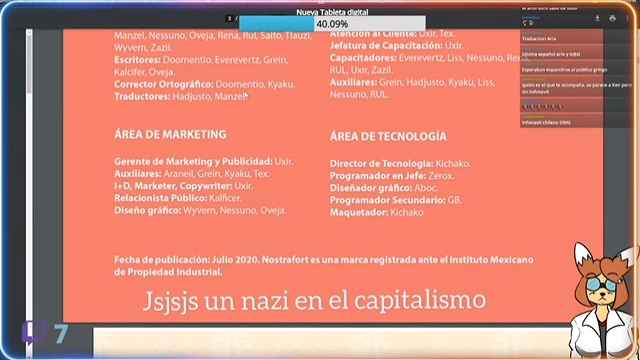 Nueva Tableta digital
2 /
40.09%
Manzel, Nessuno, Oveja, Rena, Rul, Salto, Tlauzi,
Wyvern, Zazil.
Escritores: Doomentio, Everevertz, Grein,
Kalcifer, Oveja.
Corrector Ortográfico: Doomentio, Kyaku.
Traductores: Hadjusto, Manzel
Atención al Cliente: Uxir, Tex.
Jefatura de Capacitación: Uxir.
Capacitadores: Everevertz, Liss, Nessuno,
RUL, Uxir, Zazil.
Auxiliares: Grein, Hadjusto, Kyaku, Liss,
Nessuno, RUL.
Traduccion Aria
Idioma español ario y n@zi
Esperaban expandirse al público gringo
quien es el que le acompaña, se parece a Ken pero
sin Infonavit
Infonavit chileno OMG
ÁREA DE MARKETING
Gerente de Marketing y Publicidad: Uxir.
Auxiliares: Araneil, Grein, Kyaku, Tex.
I+D, Marketer, Copywriter: Uxir.
Relacionista Público: Kalficer.
Diseño gráfico: Wyvern, Nessuno, Oveja.
ÁREA DE TECNOLOGÍA
Director de Tecnología: Kichako.
Programador en Jefe: Zerox.
Diseñador gráfico: Aboc.
Programador Secundario: GB.
Maquetador: Kichako
Fecha de publicación: Julio 2020. Nostrafort es una marca registrada ante el Instituto Mexicano
de Propiedad Industrial.
Jsjsjs un nazi en el capitalismo
7